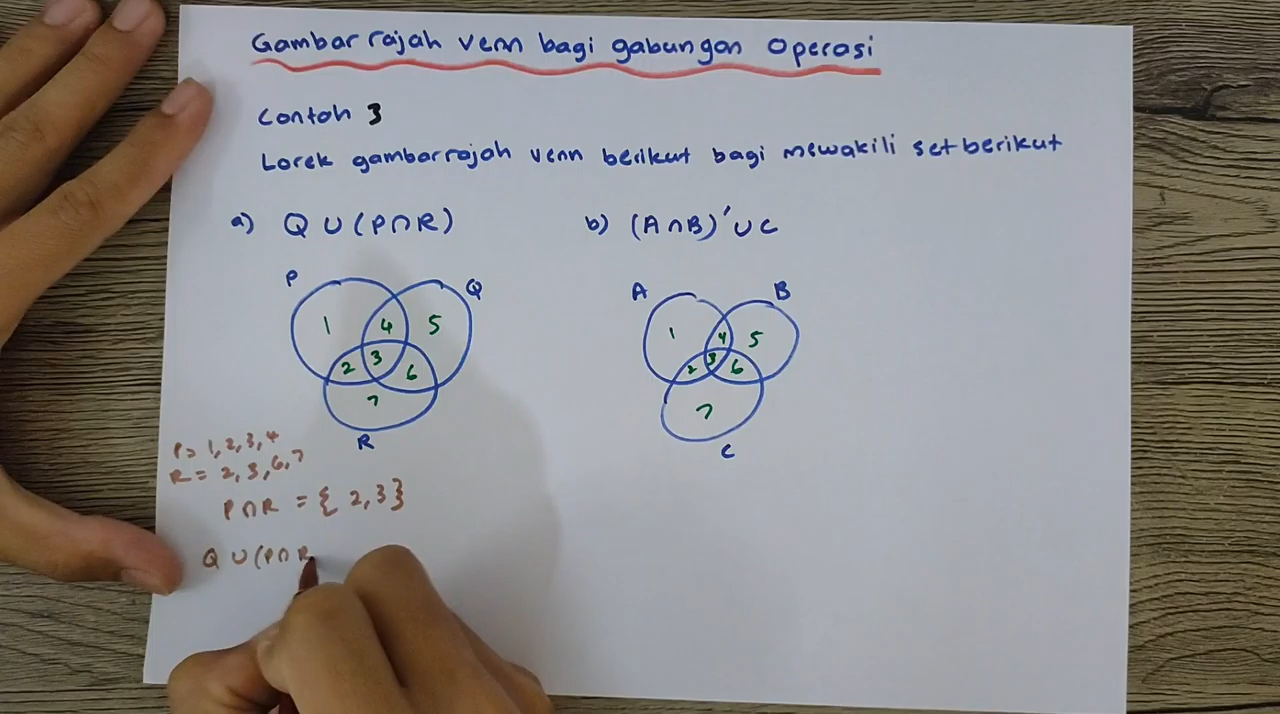 Gambar rajah venn bagi gabungan Operasi
Contoh 3
Lorek gambarrajah venn berikut bagi mewakili set berikut
a) Q ∪ (P∩R)
b) (A∩B)' ∪ C
P
Q
1
4
5
3
2
6
7
R
A
B
1
4
5
3
2
6
7
C
P = 1, 2, 3, 4
R = 2, 3, 6, 7
P∩R = { 2, 3 }
Q ∪ (P∩R